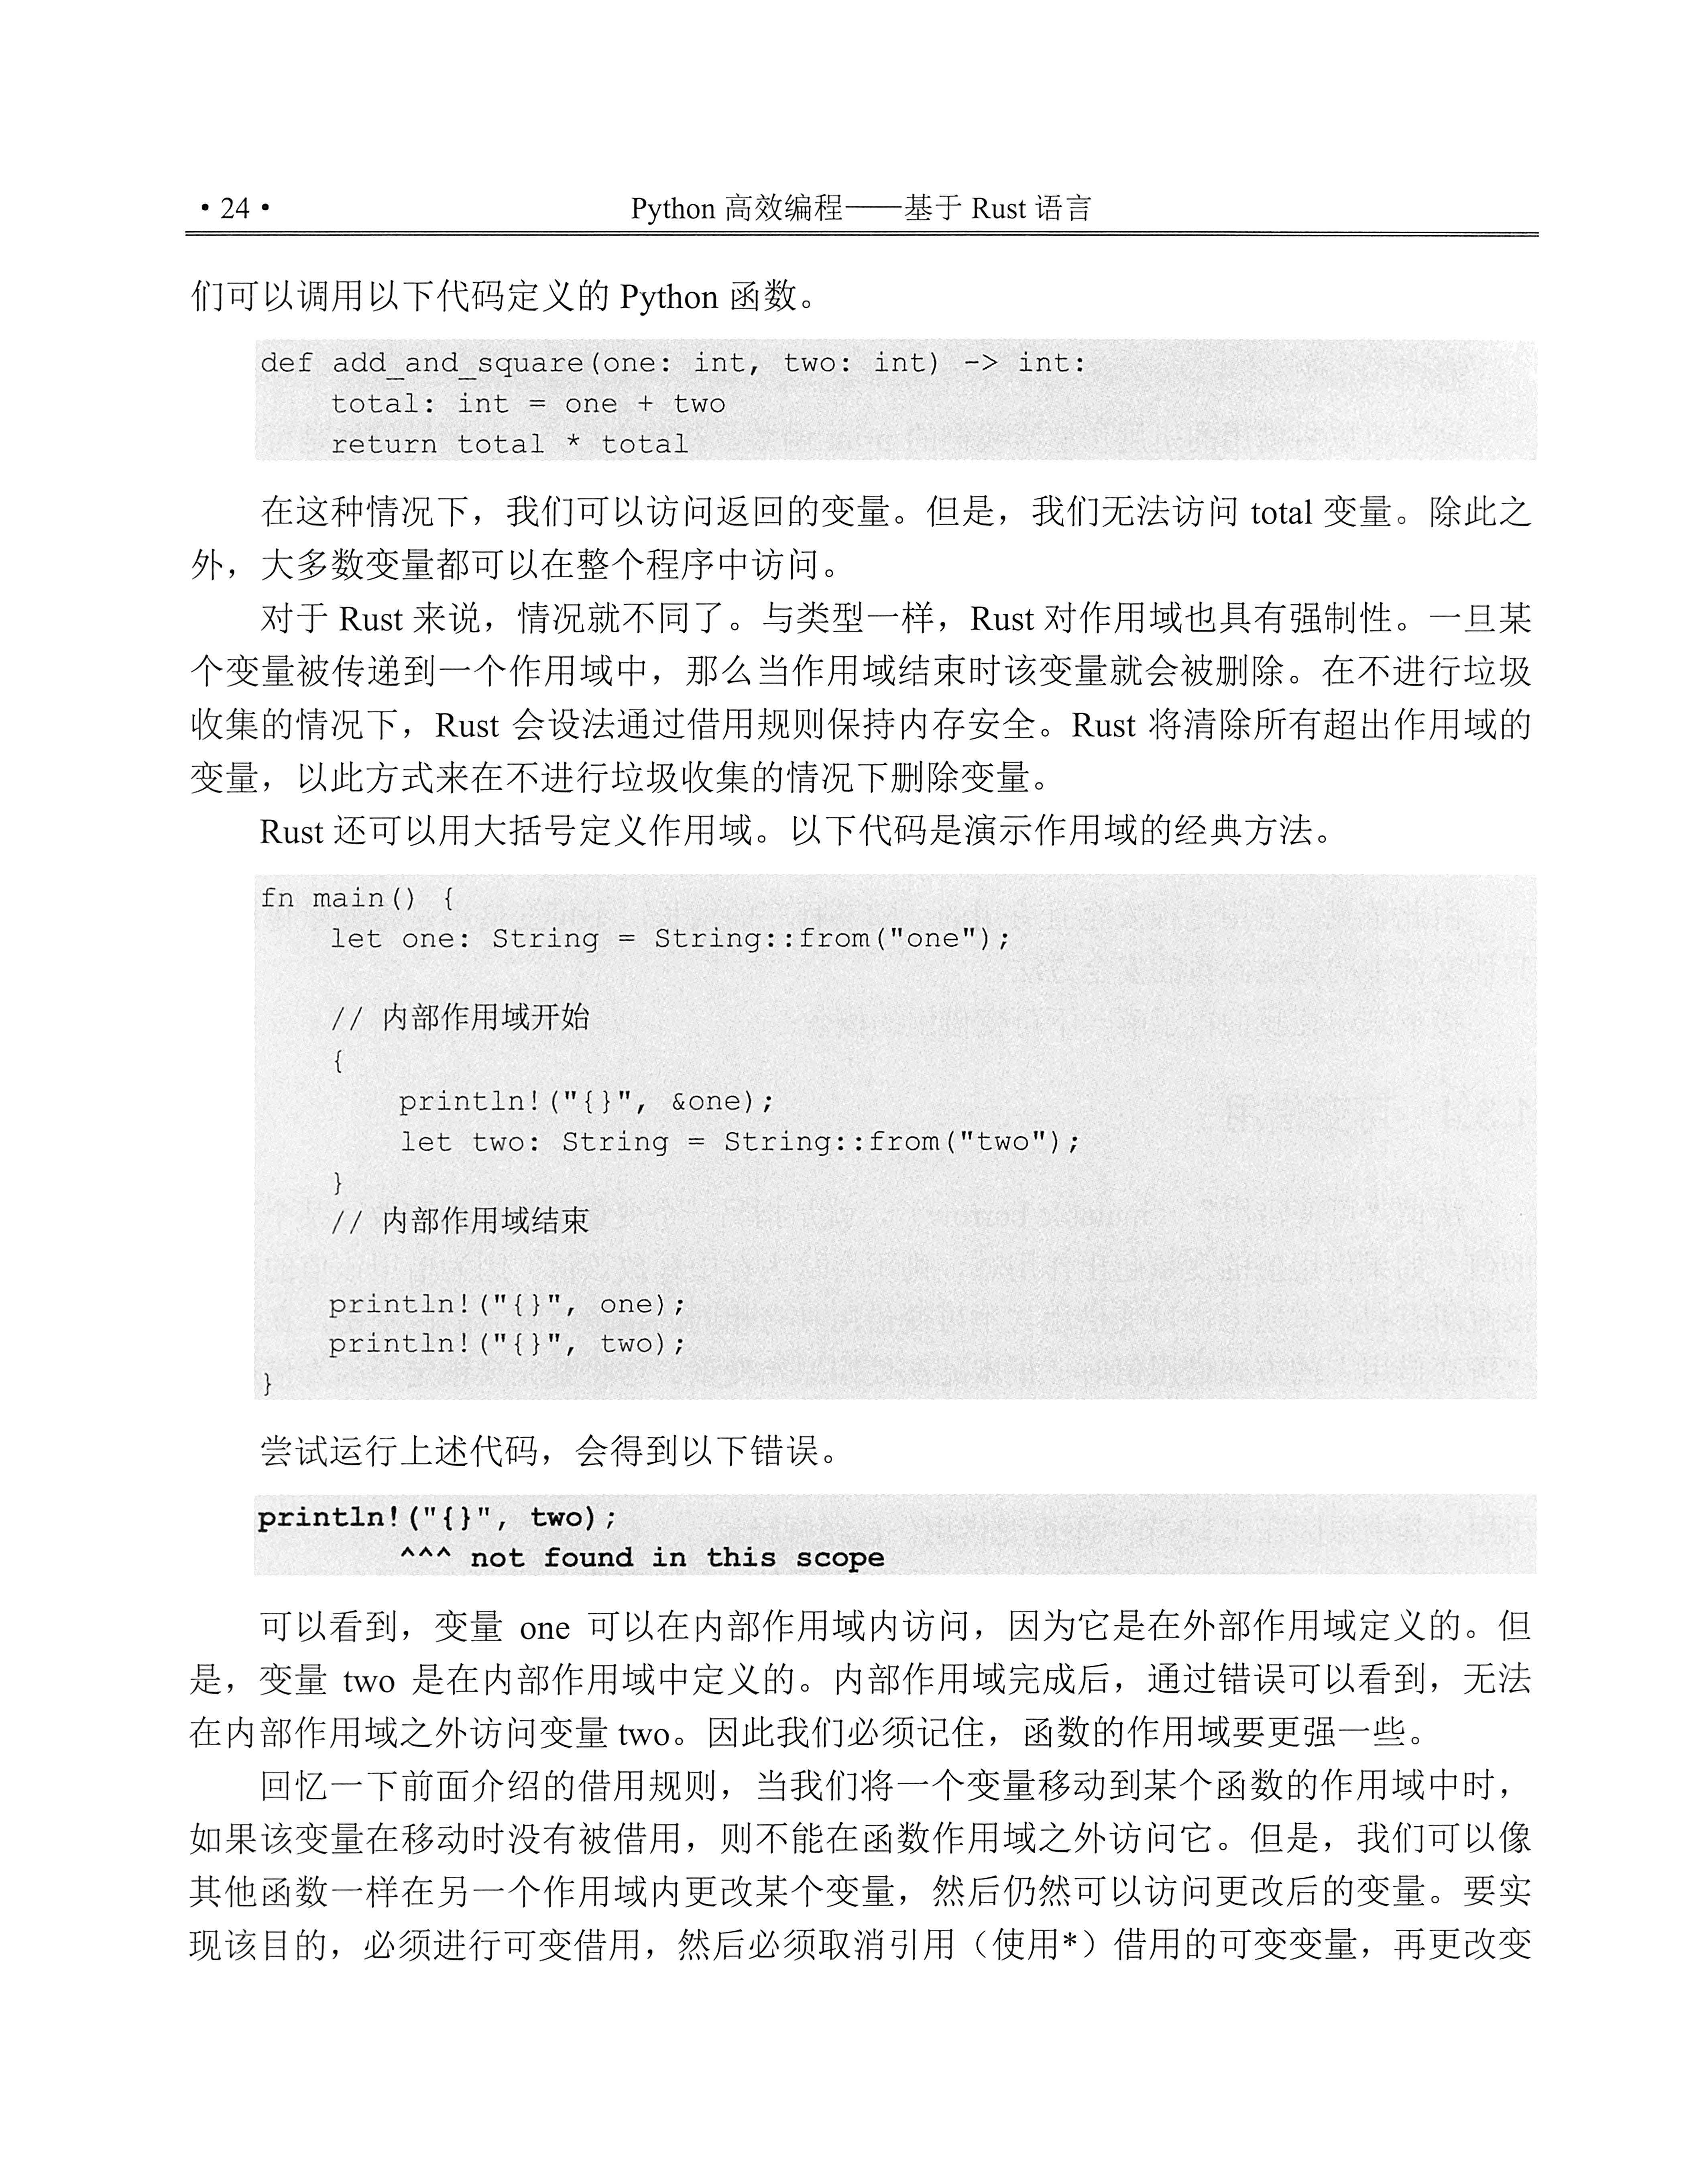 • 24 •
Python 高效编程——基于 Rust 语言
们可以调用以下代码定义的 Python 函数。
def add_and_square(one: int, two: int) -> int:
    total: int = one + two
    return total * total
在这种情况下，我们可以访问返回的变量。但是，我们无法访问 total 变量。除此之
外，大多数变量都可以在整个程序中访问。
对于 Rust 来说，情况就不同了。与类型一样，Rust 对作用域也具有强制性。一旦某
个变量被传递到一个作用域中，那么当作用域结束时该变量就会被删除。在不进行垃圾
收集的情况下，Rust 会设法通过借用规则保持内存安全。Rust 将清除所有超出作用域的
变量，以此方式来在不进行垃圾收集的情况下删除变量。
Rust 还可以用大括号定义作用域。以下代码是演示作用域的经典方法。
fn main() {
    let one: String = String::from("one");
    // 内部作用域开始
    {
        println!("{}", &one);
        let two: String = String::from("two");
    }
    // 内部作用域结束
    println!("{}", one);
    println!("{}", two);
}
尝试运行上述代码，会得到以下错误。
println!("{}", two);
        ^^^ not found in this scope
可以看到，变量 one 可以在内部作用域内访问，因为它是在外部作用域定义的。但
是，变量 two 是在内部作用域中定义的。内部作用域完成后，通过错误可以看到，无法
在内部作用域之外访问变量 two。因此我们必须记住，函数的作用域要更强一些。
回忆一下前面介绍的借用规则，当我们将一个变量移动到某个函数的作用域中时，
如果该变量在移动时没有被借用，则不能在函数作用域之外访问它。但是，我们可以像
其他函数一样在另一个作用域内更改某个变量，然后仍然可以访问更改后的变量。要实
现该目的，必须进行可变借用，然后必须取消引用（使用*）借用的可变变量，再更改变